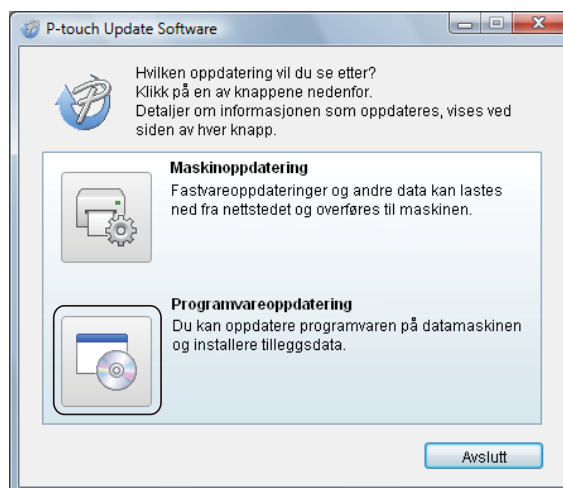 P-touch Update Software
Hvilken oppdatering vil du se etter?
Klikk på en av knappene nedenfor.
Detaljer om informasjonen som oppdateres, vises ved
siden av hver knapp.
Maskinoppdatering
Fastvareoppdateringer og andre data kan lastes
ned fra nettstedet og overføres til maskinen.
Programvareoppdatering
Du kan oppdatere programvaren på datamaskinen
og installere tilleggsdata.
Avslutt